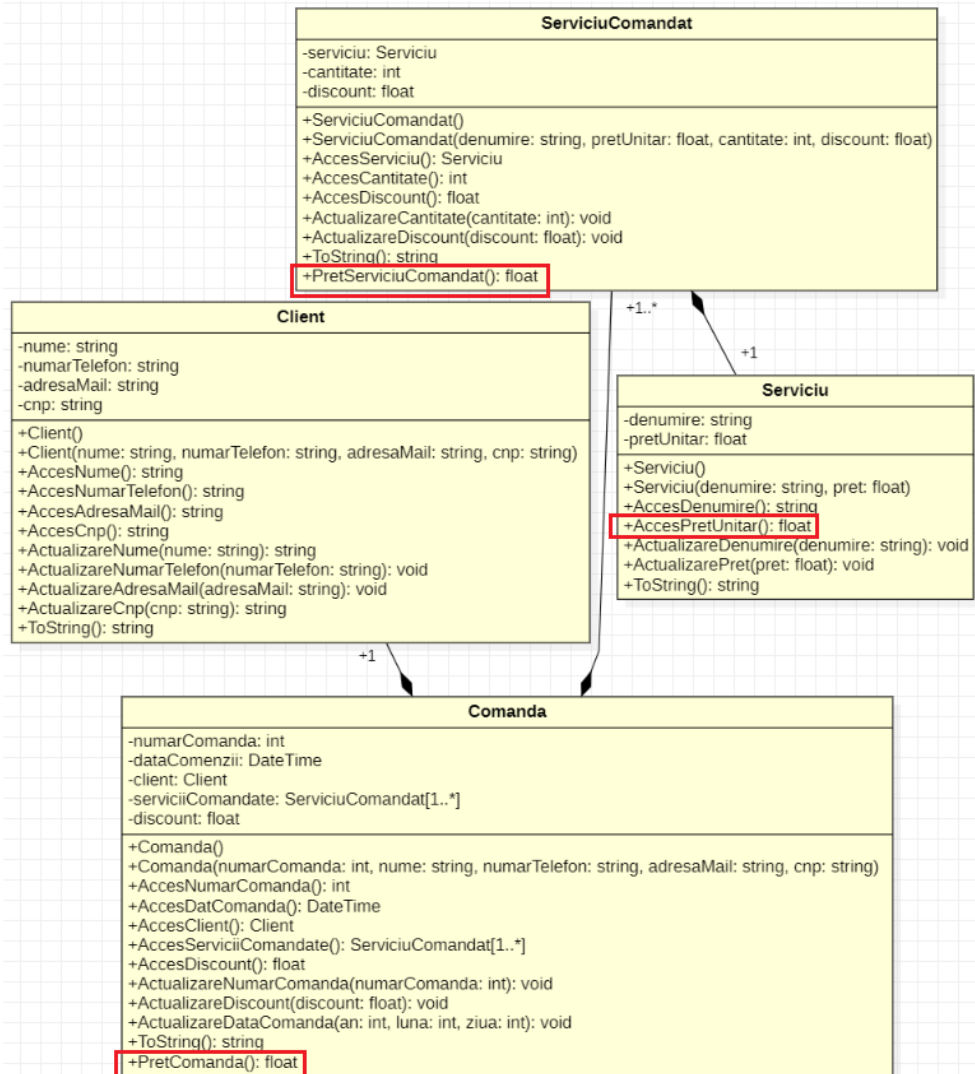 ServiciuComandat
-serviciu: Serviciu
-cantitate: int
-discount: float
+ServiciuComandat()
+ServiciuComandat(denumire: string, pretUnitar: float, cantitate: int, discount: float)
+AccesServiciu(): Serviciu
+AccesCantitate(): int
+AccesDiscount(): float
+ActualizareCantitate(cantitate: int): void
+ActualizareDiscount(discount: float): void
+ToString(): string
+PretServiciuComandat(): float
+1..*
+1
Client
-nume: string
-numarTelefon: string
-adresaMail: string
-cnp: string
+Client()
+Client(nume: string, numarTelefon: string, adresaMail: string, cnp: string)
+AccesNume(): string
+AccesNumarTelefon(): string
+AccesAdresaMail(): string
+AccesCnp(): string
+ActualizareNume(nume: string): string
+ActualizareNumarTelefon(numarTelefon: string): void
+ActualizareAdresaMail(adresaMail: string): void
+ActualizareCnp(cnp: string): string
+ToString(): string
Serviciu
-denumire: string
-pretUnitar: float
+Serviciu()
+Serviciu(denumire: string, pret: float)
+AccesDenumire(): string
+AccesPretUnitar(): float
+ActualizareDenumire(denumire: string): void
+ActualizarePret(pret: float): void
+ToString(): string
+1
Comanda
-numarComanda: int
-dataComenzii: DateTime
-client: Client
-serviciiComandate: ServiciuComandat[1..*]
-discount: float
+Comanda()
+Comanda(numarComanda: int, nume: string, numarTelefon: string, adresaMail: string, cnp: string)
+AccesNumarComanda(): int
+AccesDatComanda(): DateTime
+AccesClient(): Client
+AccesServiciiComandate(): ServiciuComandat[1..*]
+AccesDiscount(): float
+ActualizareNumarComanda(numarComanda: int): void
+ActualizareDiscount(discount: float): void
+ActualizareDataComanda(an: int, luna: int, ziua: int): void
+ToString(): string
+PretComanda(): float